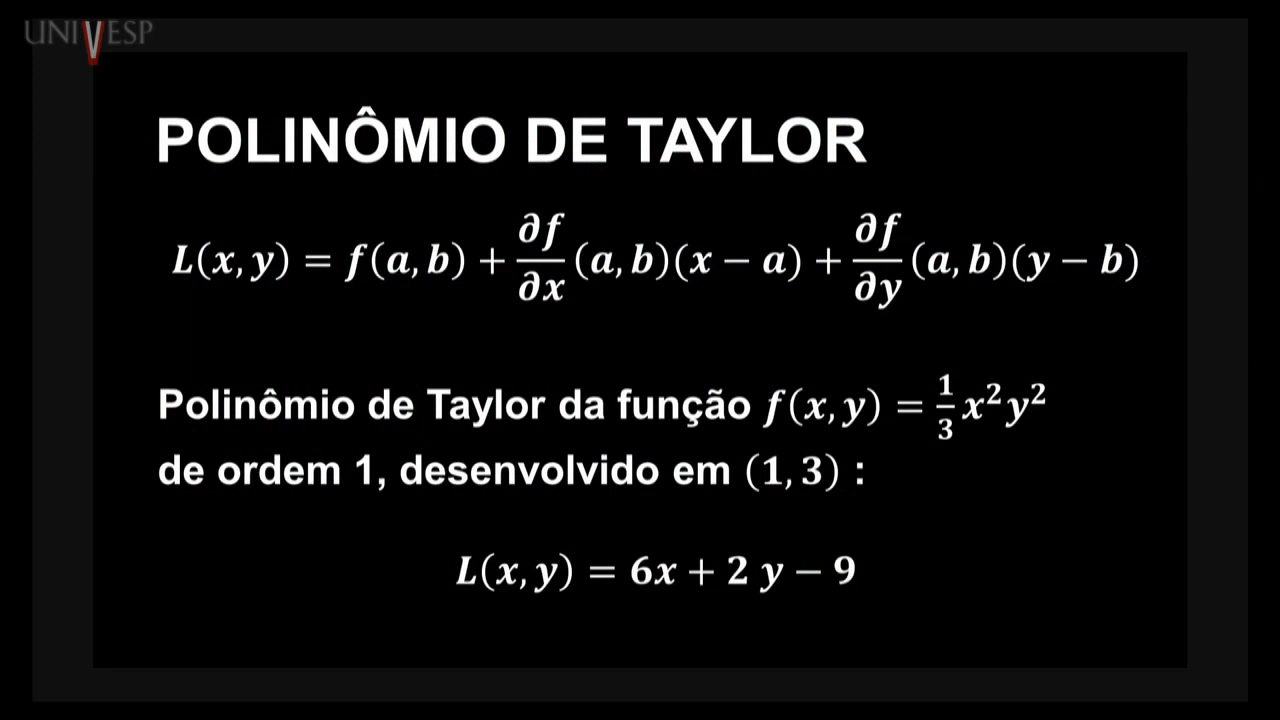 UNIVESP
POLINÔMIO DE TAYLOR
L(x, y) = f(a, b) + ∂f/∂x (a, b)(x − a) + ∂f/∂y (a, b)(y − b)
Polinômio de Taylor da função f(x, y) = 1/3 x²y²
de ordem 1, desenvolvido em (1, 3) :
L(x, y) = 6x + 2 y − 9